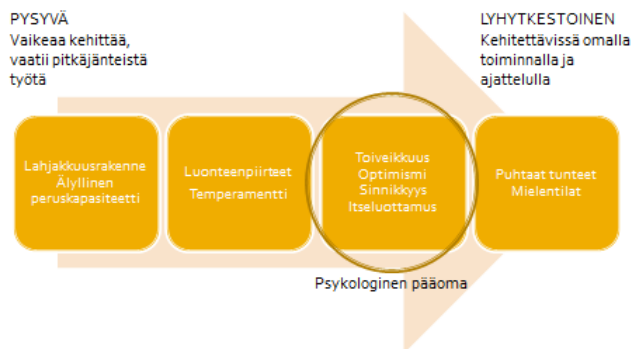 PYSYVÄ
Vaikeaa kehittää,
vaatii pitkäjänteistä
työtä
LYHYTKESTOINEN
Kehitettävissä omalla
toiminnalla ja
ajattelulla
Lahjakkuusrakenne
Älyllinen
peruskapasiteetti
Luonteenpiirteet
Temperamentti
Toiveikkuus
Optimismi
Sinnikkyys
Itseluottamus
Puhtaat tunteet
Mielentilat
Psykologinen pääoma